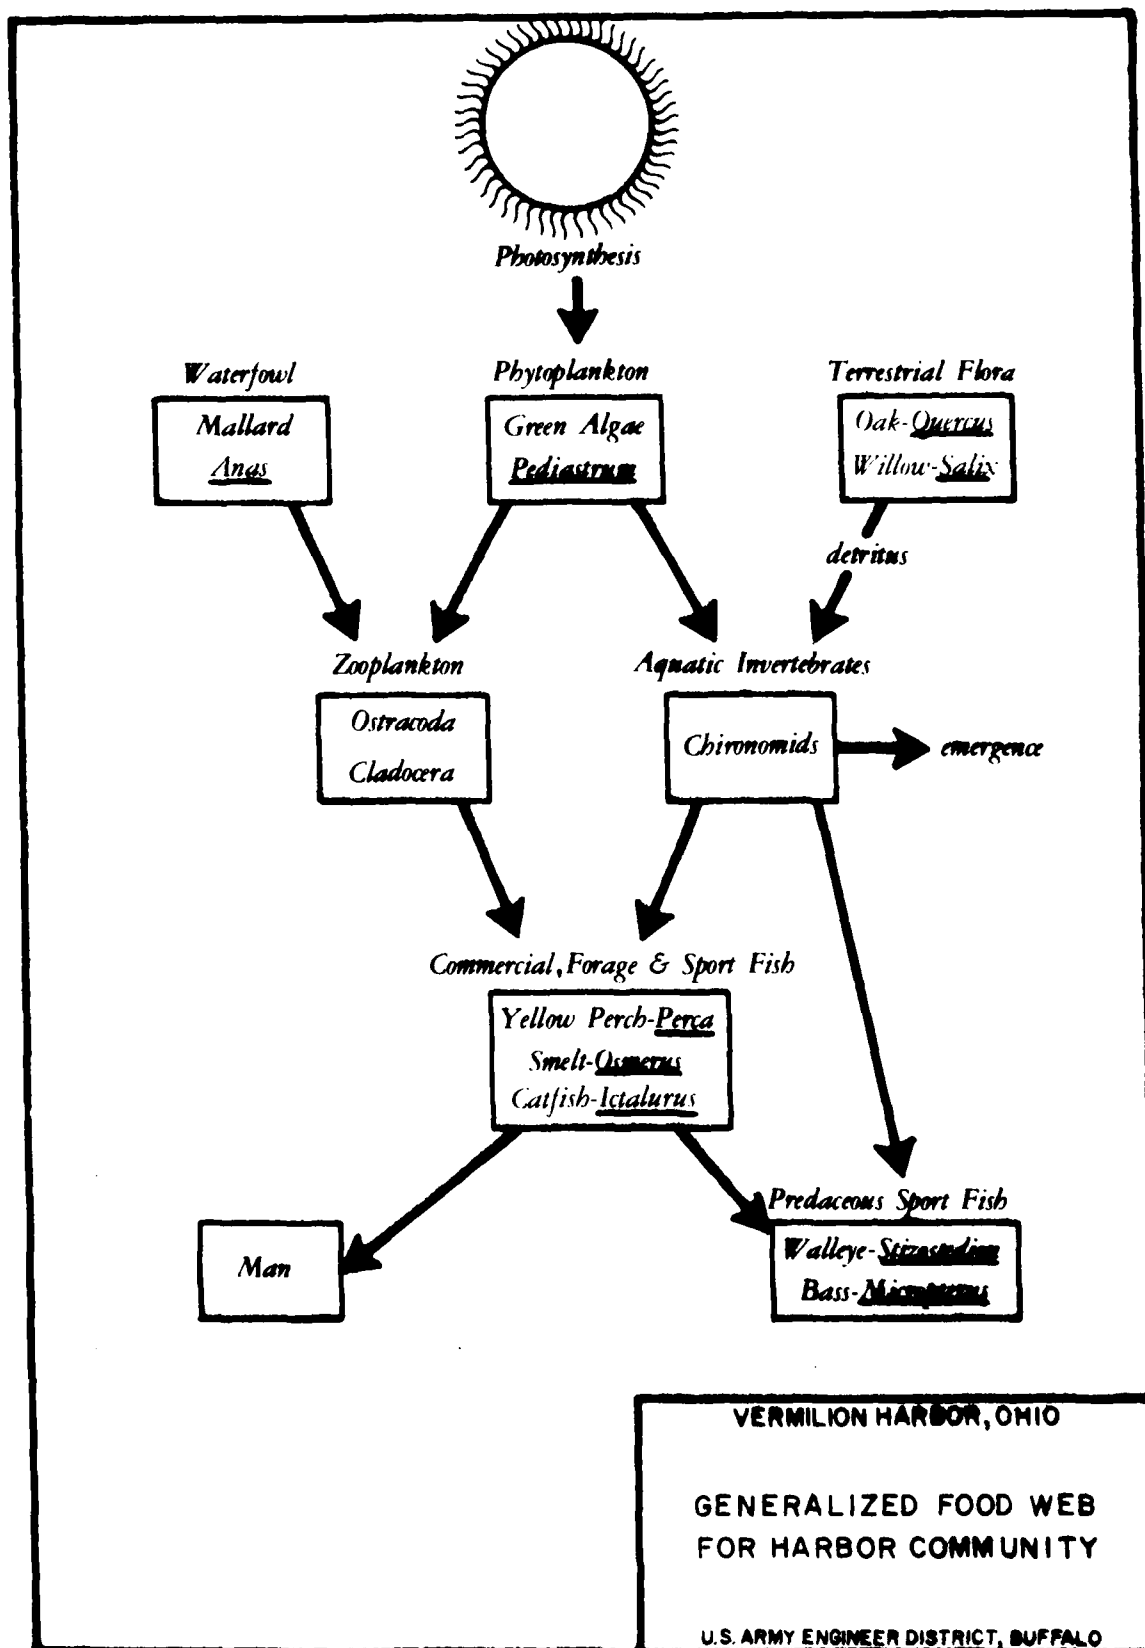 Photosynthesis
Waterfowl
Mallard
Anas
Phytoplankton
Green Algae
Pediastrum
Terrestrial Flora
Oak-Quercus
Willow-Salix
detritus
Zooplankton
Ostracoda
Cladocera
Aquatic Invertebrates
Chironomids
emergence
Commercial, Forage & Sport Fish
Yellow Perch-Perca
Smelt-Osmerus
Catfish-Ictalurus
Man
Predaceous Sport Fish
Walleye-Stizostedion
Bass-Micropterus
VERMILION HARBOR, OHIO
GENERALIZED FOOD WEB
FOR HARBOR COMMUNITY
U.S. ARMY ENGINEER DISTRICT, BUFFALO